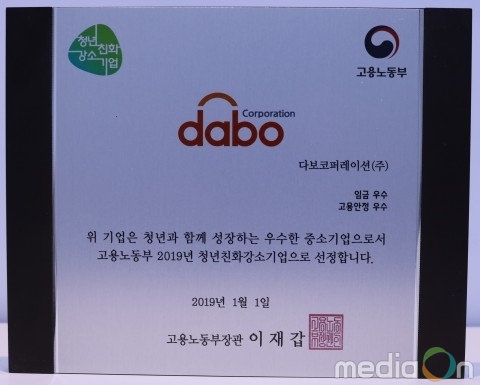 청년
친화
강소
기업
고용노동부
Corporation
dabo
다보코퍼레이션(주)
임금 우수
고용안정 우수
위 기업은 청년과 함께 성장하는 우수한 중소기업으로서
고용노동부 2019년 청년친화강소기업으로 선정합니다.
2019년 1월 1일
고용노동부장관 이 재 갑
mediaOn